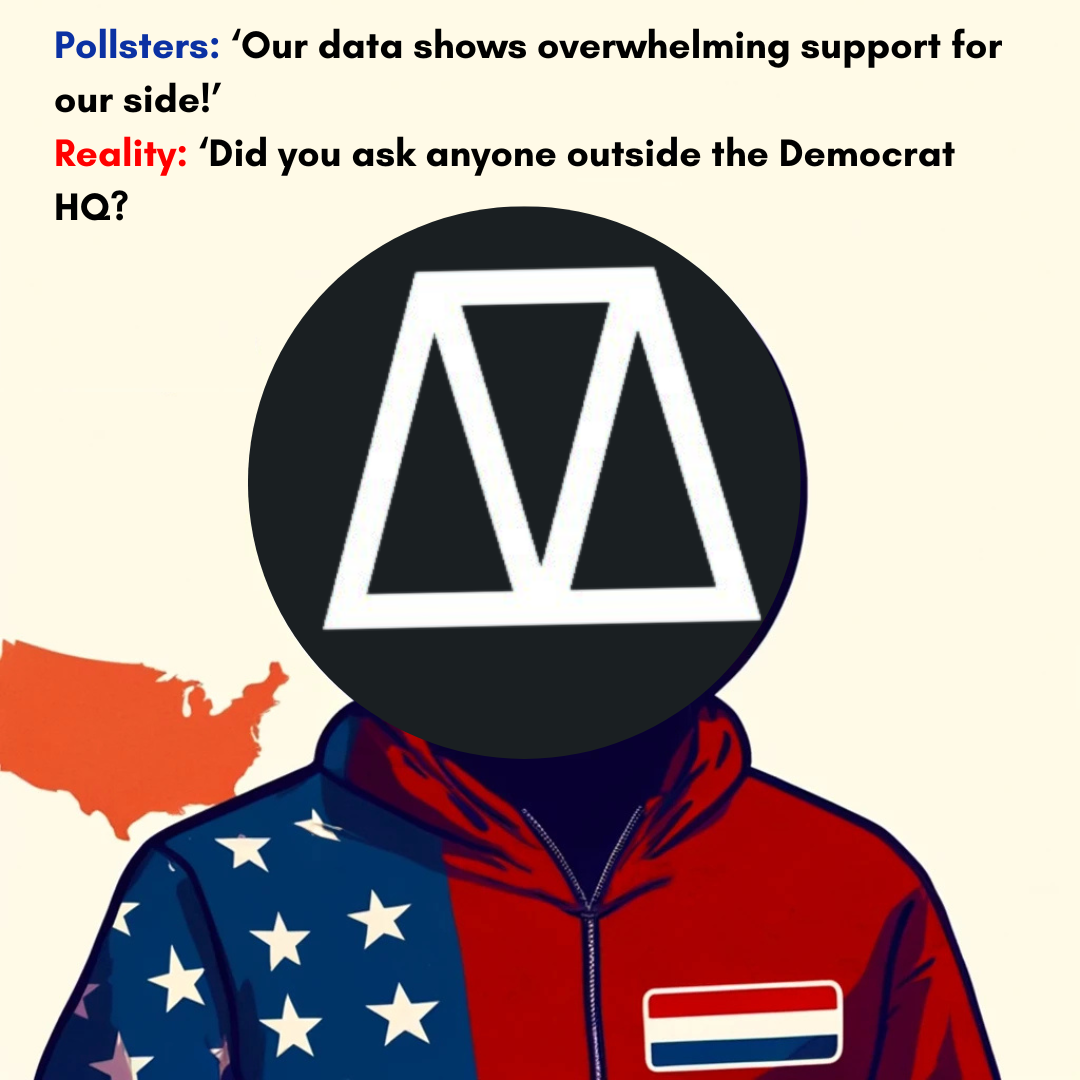 Pollsters: ‘Our data shows overwhelming support for
our side!’
Reality: ‘Did you ask anyone outside the Democrat
HQ?